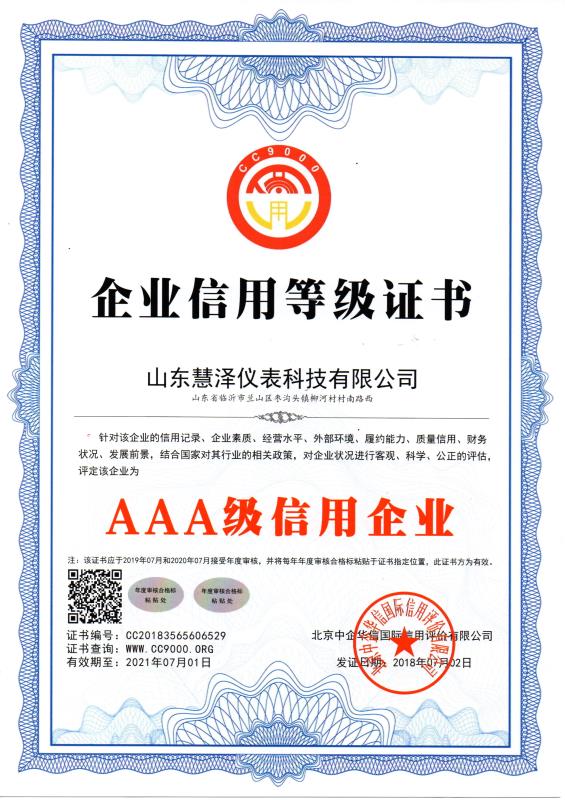 CC9000
信用
企业信用等级证书
山东慧泽仪表科技有限公司
山东省临沂市兰山区枣沟头镇柳河村村南路西
针对该企业的信用记录、企业素质、经营水平、外部环境、履约能力、质量信用、财务
状况、发展前景，结合国家对其行业的相关政策，对企业状况进行客观、科学、公正的评估，
评定该企业为
AAA级信用企业
注：该证书应于2019年07月和2020年07月接受年度审核，并将每年年度审核合格标粘贴于证书指定位置，此证书方为有效。
年度审核合格标
粘贴处
年度审核合格标
粘贴处
证书编号：CC20183565606529
证书查询：WWW.CC9000.ORG
有效期至：2021年07月01日
北京中企华信国际信用评价有限公司
发证日期：2018年07月02日
北京中企华信国际信用评价有限公司